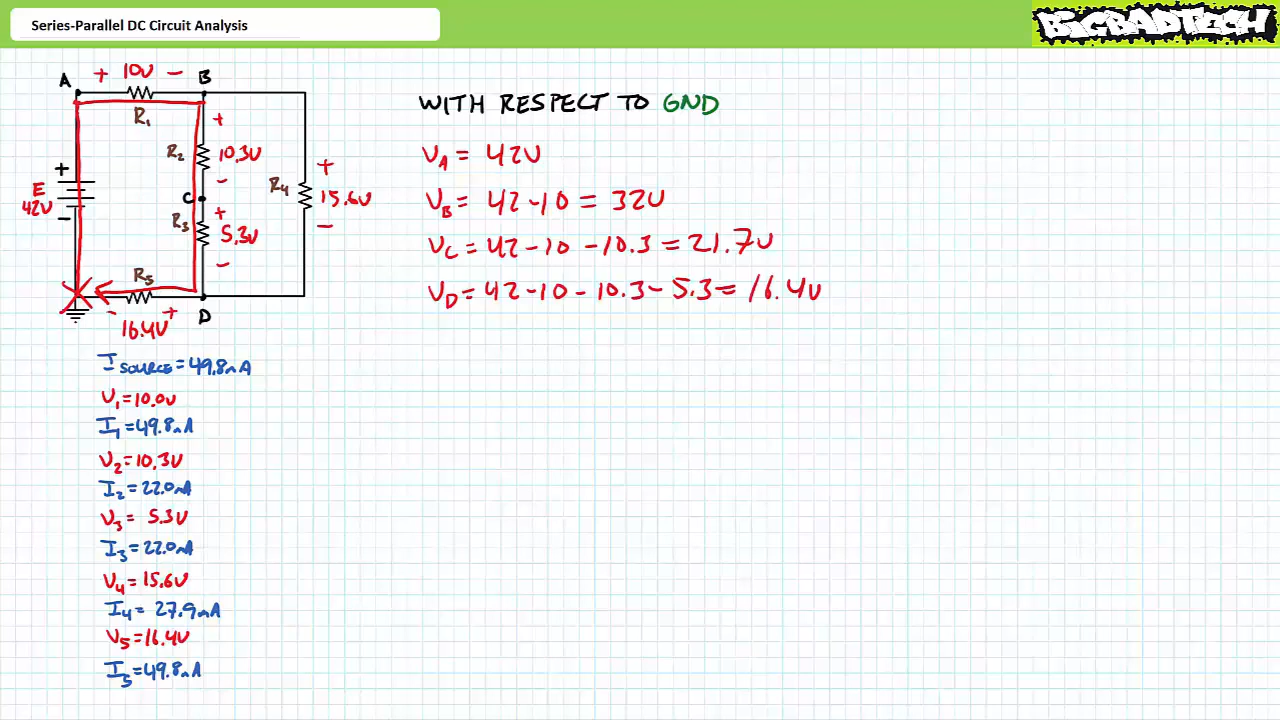 Series-Parallel DC Circuit Analysis
BIGBADTECH
A + 10V - B
R1
+
R2 10.3V
-
+
E
42V
-
C
+
R3 5.3V
-
R4
+
15.6V
-
R5
- 16.4V +
D
WITH RESPECT TO GND
VA = 42V
VB = 42-10 = 32V
VC = 42-10-10.3 = 21.7V
VD = 42-10-10.3-5.3 = 16.4V
I SOURCE = 49.8mA
V1 = 10.0V
I1 = 49.8mA
V2 = 10.3V
I2 = 22.0mA
V3 = 5.3V
I3 = 22.0mA
V4 = 15.6V
I4 = 27.9mA
V5 = 16.4V
I5 = 49.8mA